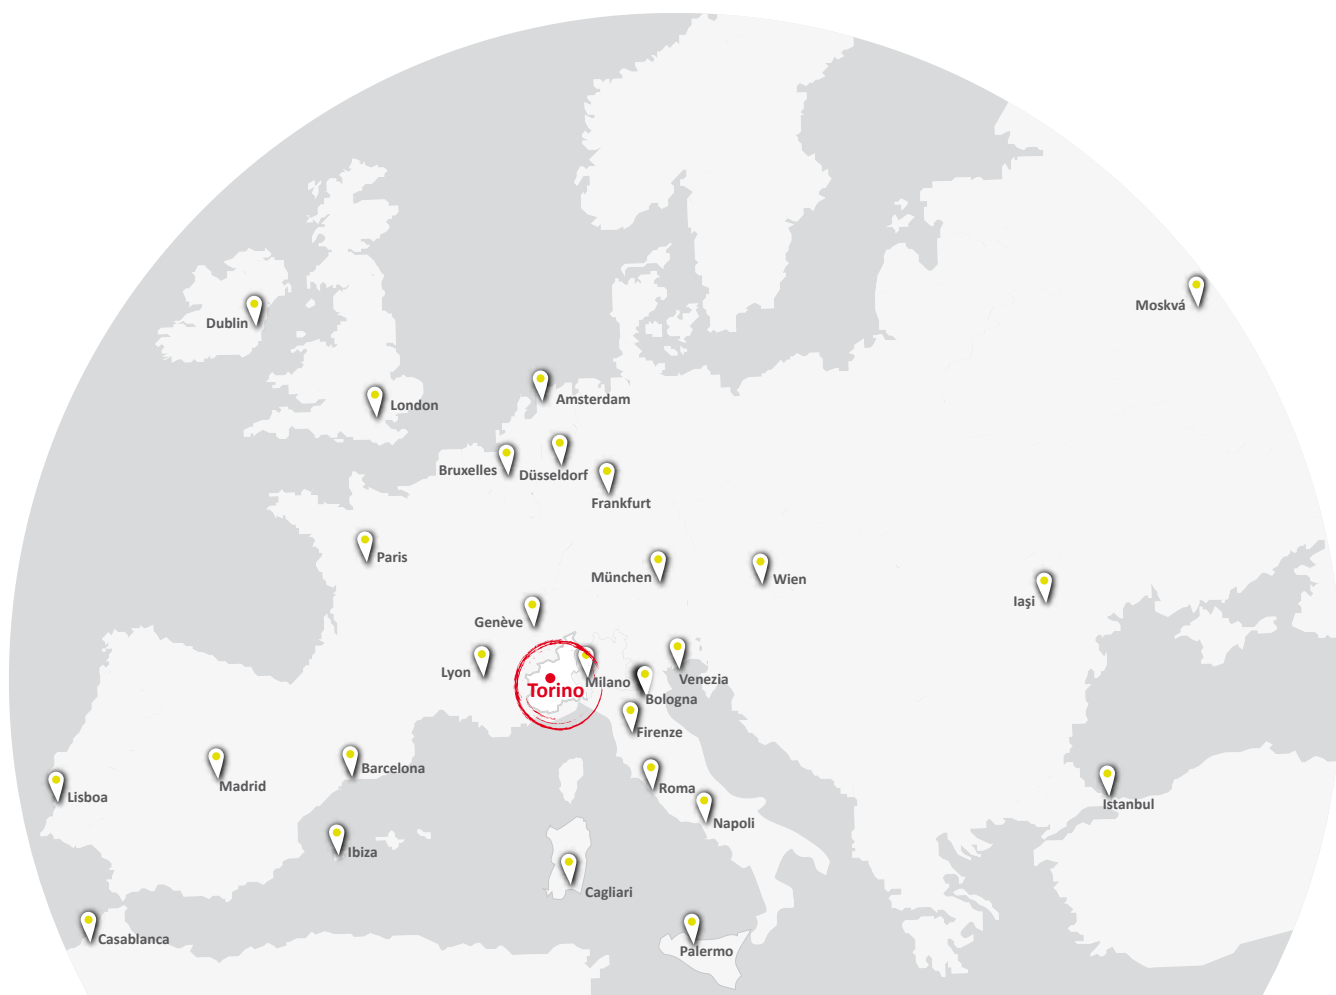 Moskvá
Dublin
Amsterdam
London
Bruxelles
Düsseldorf
Frankfurt
Paris
München
Wien
Iaşi
Genève
Lyon
Milano
Venezia
Torino
Bologna
Firenze
Barcelona
Madrid
Roma
Lisboa
Istanbul
Napoli
Ibiza
Cagliari
Casablanca
Palermo